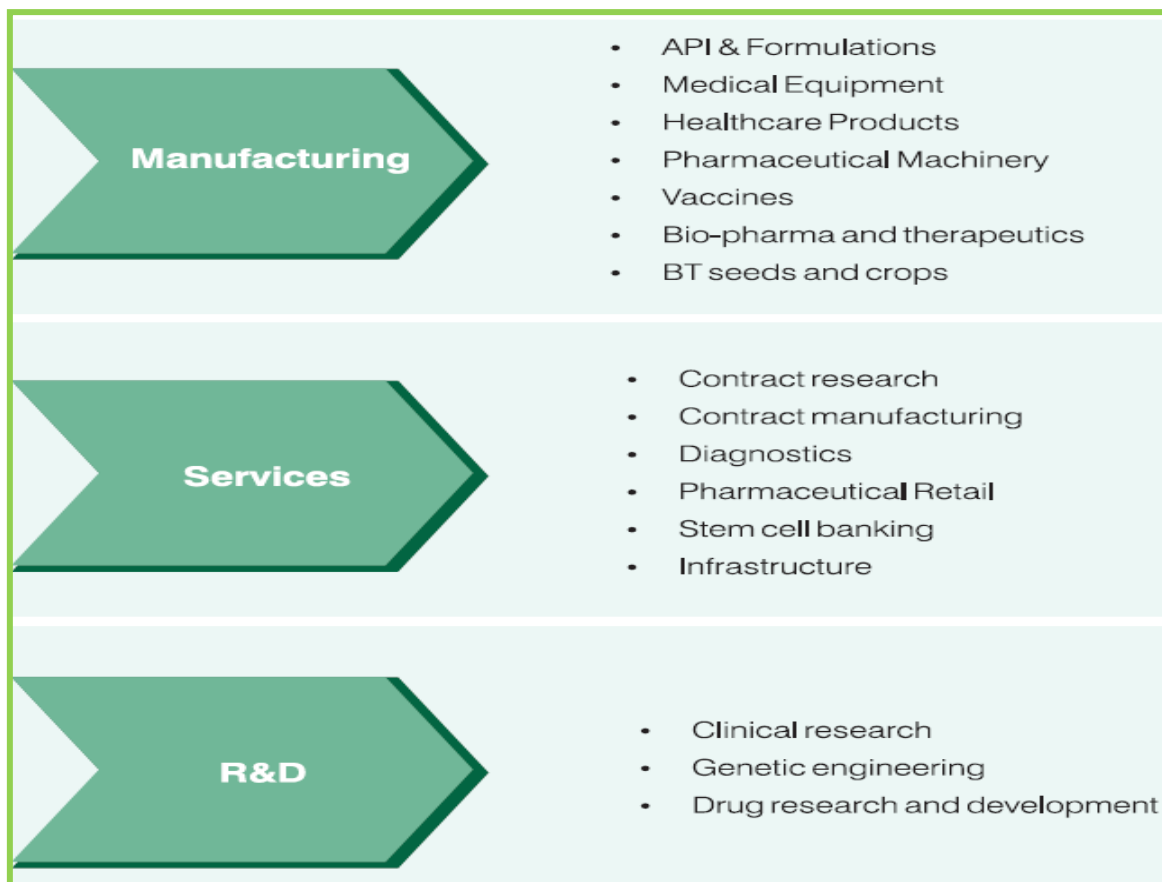 Manufacturing
• API & Formulations
• Medical Equipment
• Healthcare Products
• Pharmaceutical Machinery
• Vaccines
• Bio-pharma and therapeutics
• BT seeds and crops
Services
• Contract research
• Contract manufacturing
• Diagnostics
• Pharmaceutical Retail
• Stem cell banking
• Infrastructure
R&D
• Clinical research
• Genetic engineering
• Drug research and development